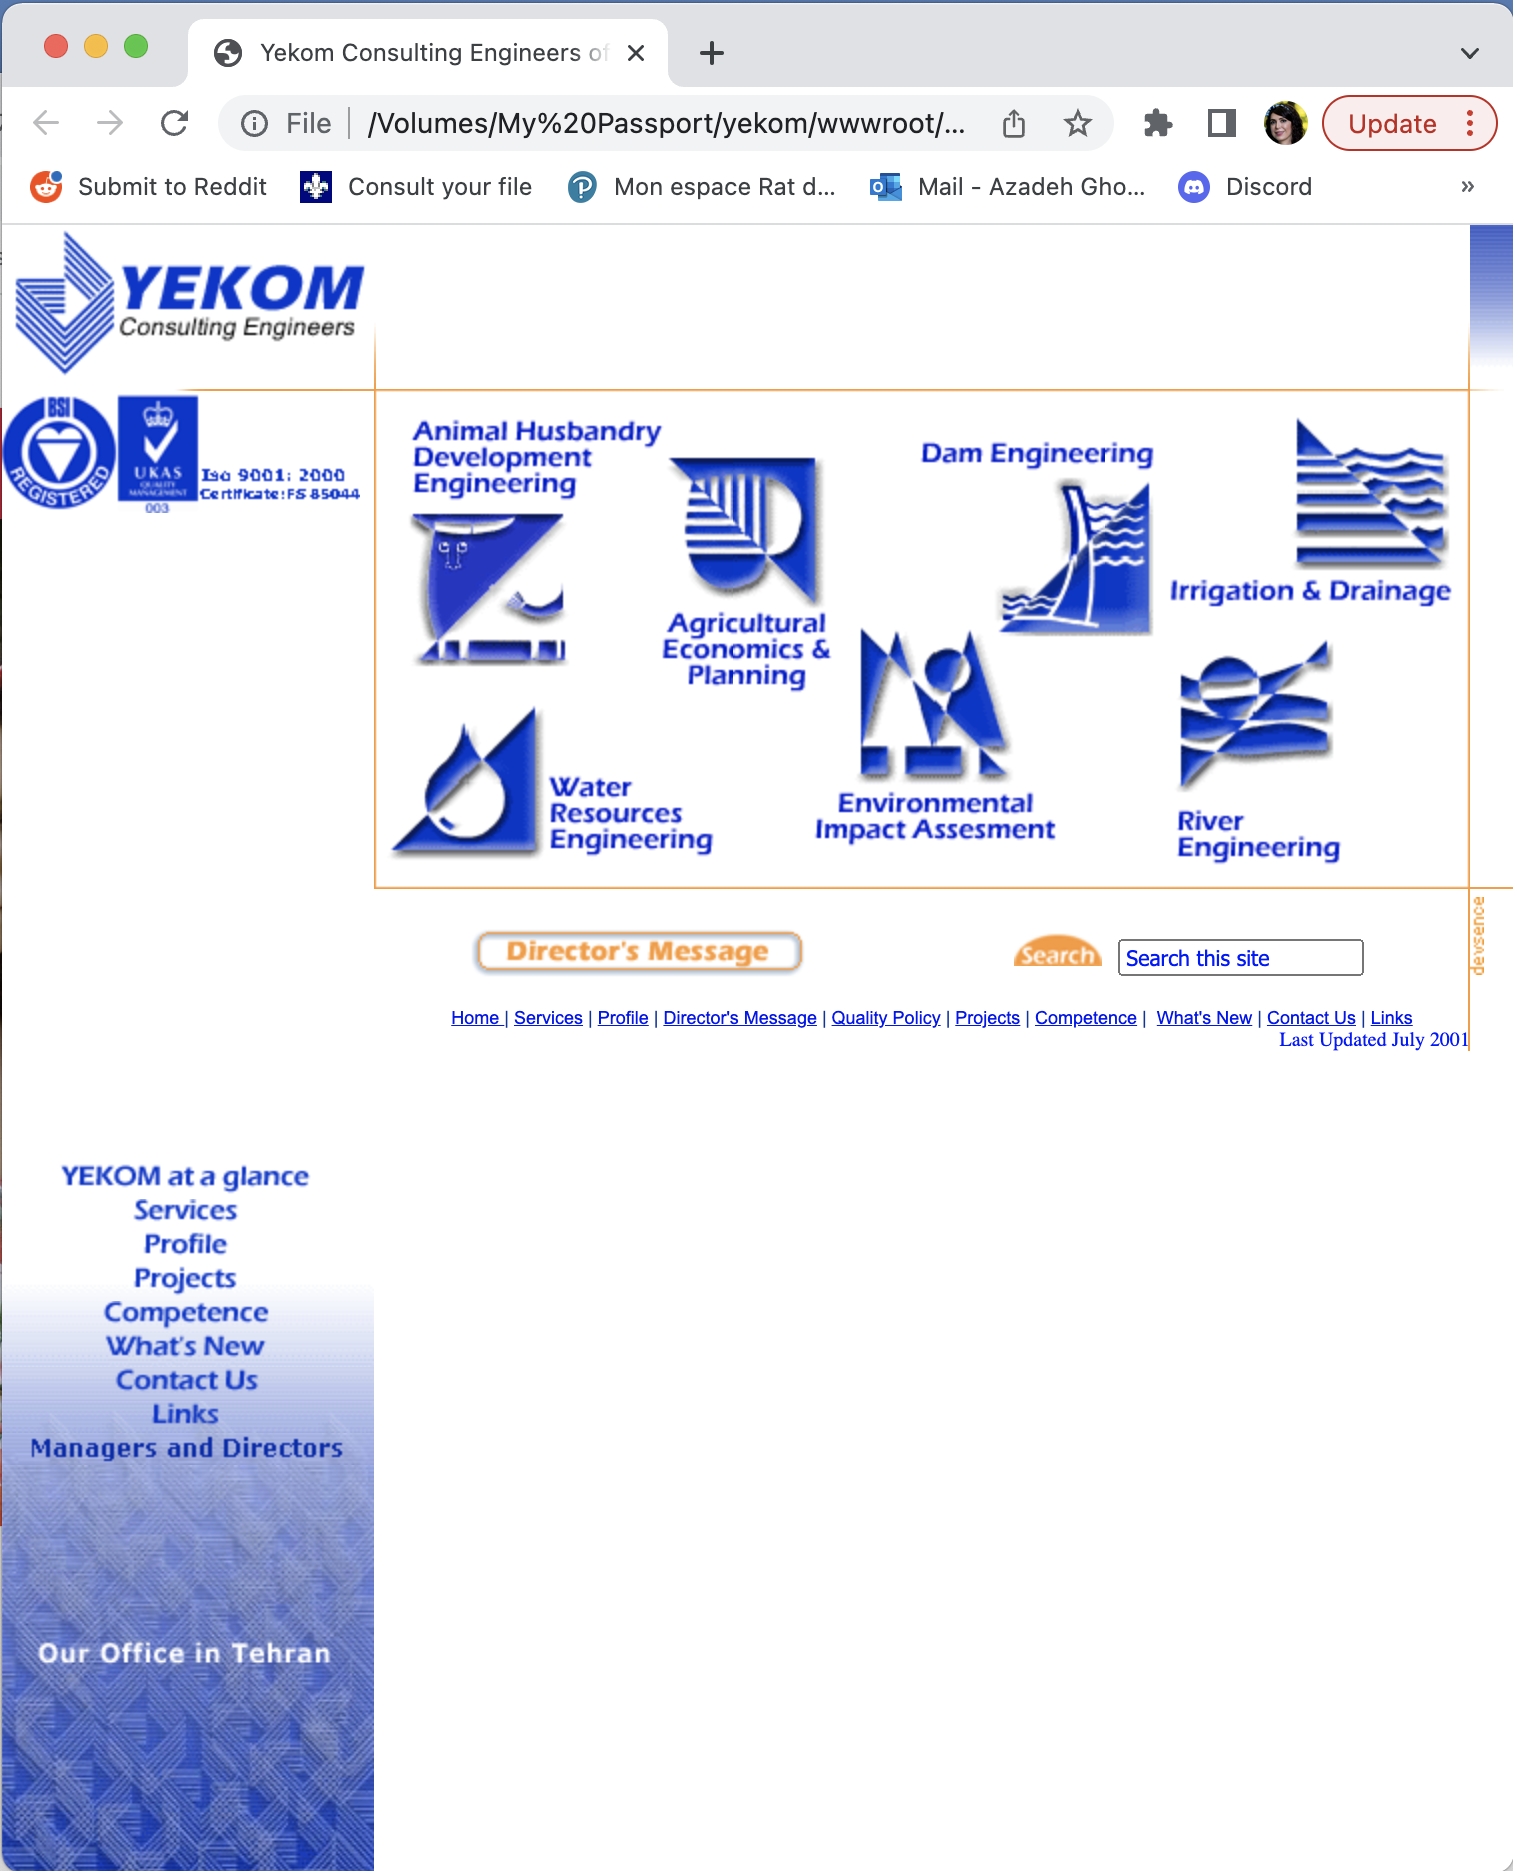 Yekom Consulting Engineers of
File
/Volumes/My%20Passport/yekom/wwwroot/...
Update
Submit to Reddit
Consult your file
Mon espace Rat d...
Mail - Azadeh Gho...
Discord
»
YEKOM
Consulting Engineers
BSI
REGISTERED
UKAS
QUALITY
MANAGEMENT
003
Iso 9001: 2000
Certificate: FS 85044
Animal Husbandry
Development
Engineering
Agricultural
Economics &
Planning
Dam Engineering
Irrigation & Drainage
Water
Resources
Engineering
Environmental
Impact Assesment
River
Engineering
Director's Message
Search
Search this site
devsence
Home | Services | Profile | Director's Message | Quality Policy | Projects | Competence | What's New | Contact Us | Links
Last Updated July 2001
YEKOM at a glance
Services
Profile
Projects
Competence
What's New
Contact Us
Links
Managers and Directors
Our Office in Tehran